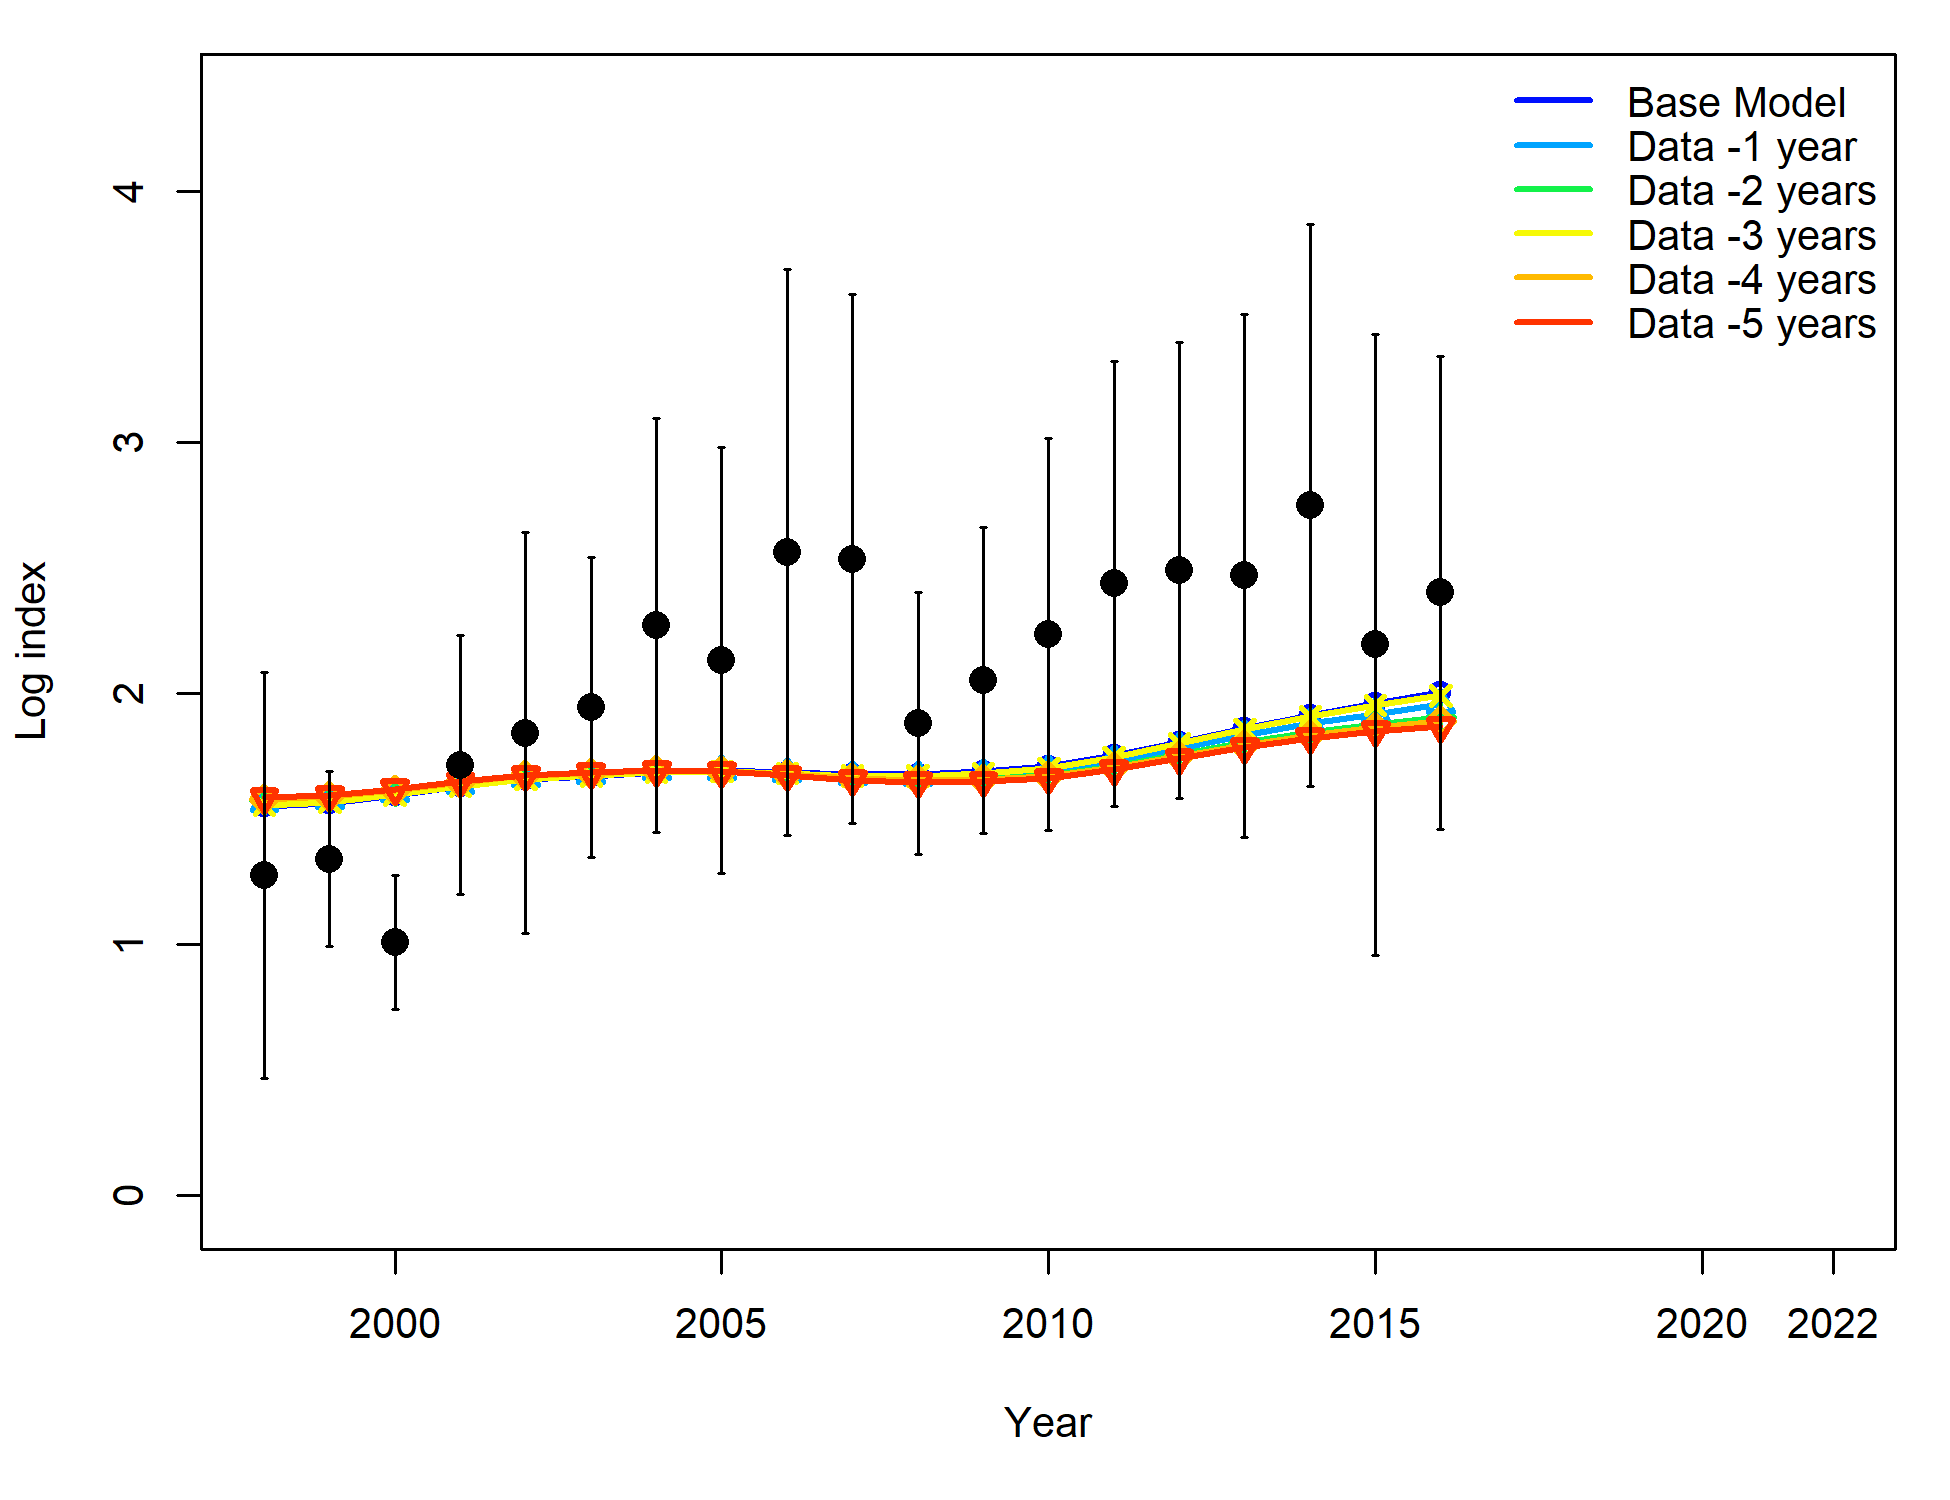 Base Model
Data -1 year
Data -2 years
Data -3 years
Data -4 years
Data -5 years
Log index
4
3
2
1
0
2000 2005 2010 2015 2020 2022
Year